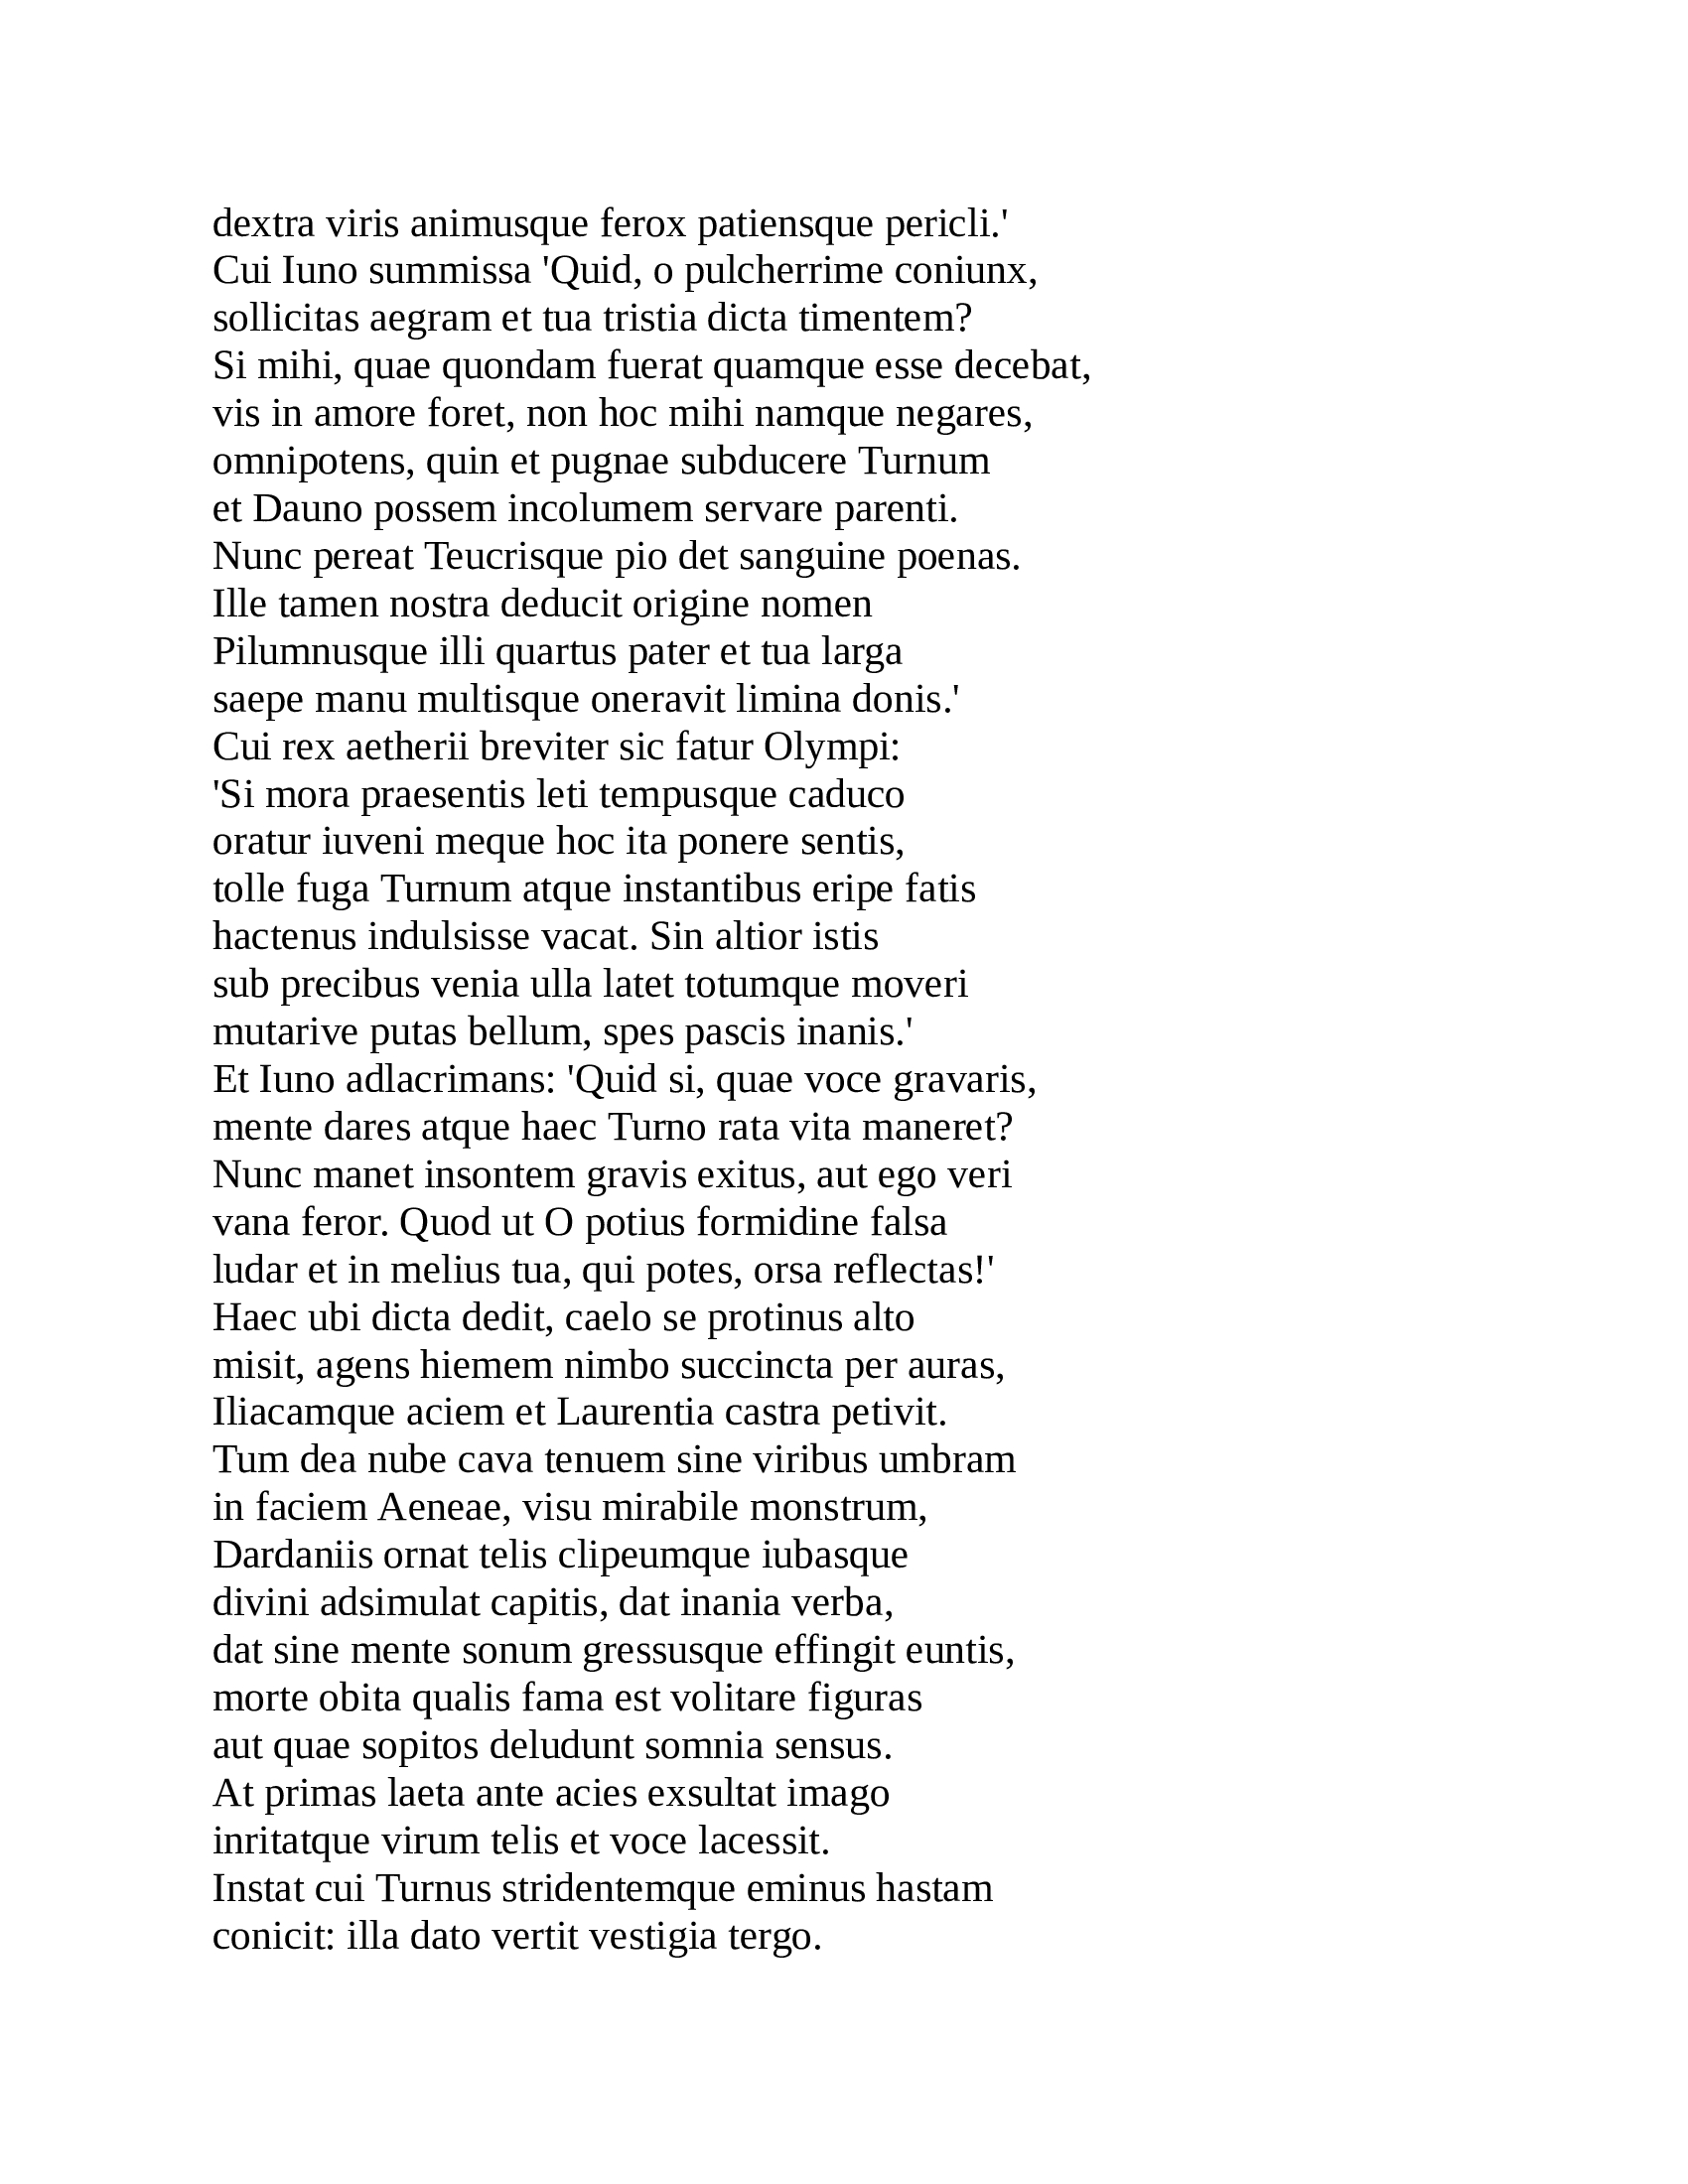 dextra viris animusque ferox patiensque pericli.'
Cui Iuno summissa 'Quid, o pulcherrime coniunx,
sollicitas aegram et tua tristia dicta timentem?
Si mihi, quae quondam fuerat quamque esse decebat,
vis in amore foret, non hoc mihi namque negares,
omnipotens, quin et pugnae subducere Turnum
et Dauno possem incolumem servare parenti.
Nunc pereat Teucrisque pio det sanguine poenas.
Ille tamen nostra deducit origine nomen
Pilumnusque illi quartus pater et tua larga
saepe manu multisque oneravit limina donis.'
Cui rex aetherii breviter sic fatur Olympi:
'Si mora praesentis leti tempusque caduco
oratur iuveni meque hoc ita ponere sentis,
tolle fuga Turnum atque instantibus eripe fatis
hactenus indulsisse vacat. Sin altior istis
sub precibus venia ulla latet totumque moveri
mutarive putas bellum, spes pascis inanis.'
Et Iuno adlacrimans: 'Quid si, quae voce gravaris,
mente dares atque haec Turno rata vita maneret?
Nunc manet insontem gravis exitus, aut ego veri
vana feror. Quod ut O potius formidine falsa
ludar et in melius tua, qui potes, orsa reflectas!'
Haec ubi dicta dedit, caelo se protinus alto
misit, agens hiemem nimbo succincta per auras,
Iliacamque aciem et Laurentia castra petivit.
Tum dea nube cava tenuem sine viribus umbram
in faciem Aeneae, visu mirabile monstrum,
Dardaniis ornat telis clipeumque iubasque
divini adsimulat capitis, dat inania verba,
dat sine mente sonum gressusque effingit euntis,
morte obita qualis fama est volitare figuras
aut quae sopitos deludunt somnia sensus.
At primas laeta ante acies exsultat imago
inritatque virum telis et voce lacessit.
Instat cui Turnus stridentemque eminus hastam
conicit: illa dato vertit vestigia tergo.